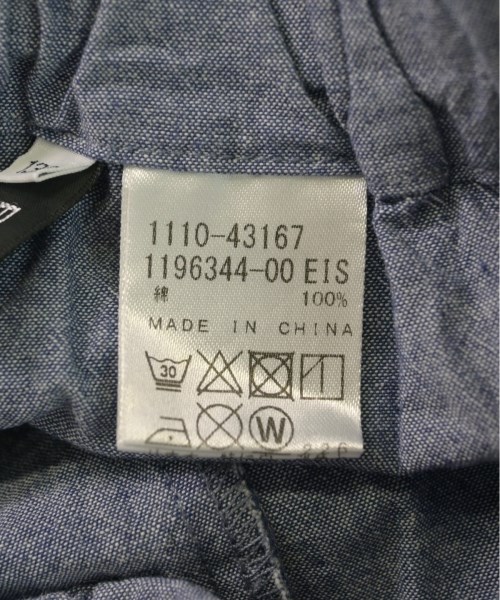 1110-43167
1196344-00 EIS
綿 100%
MADE IN CHINA
30
W